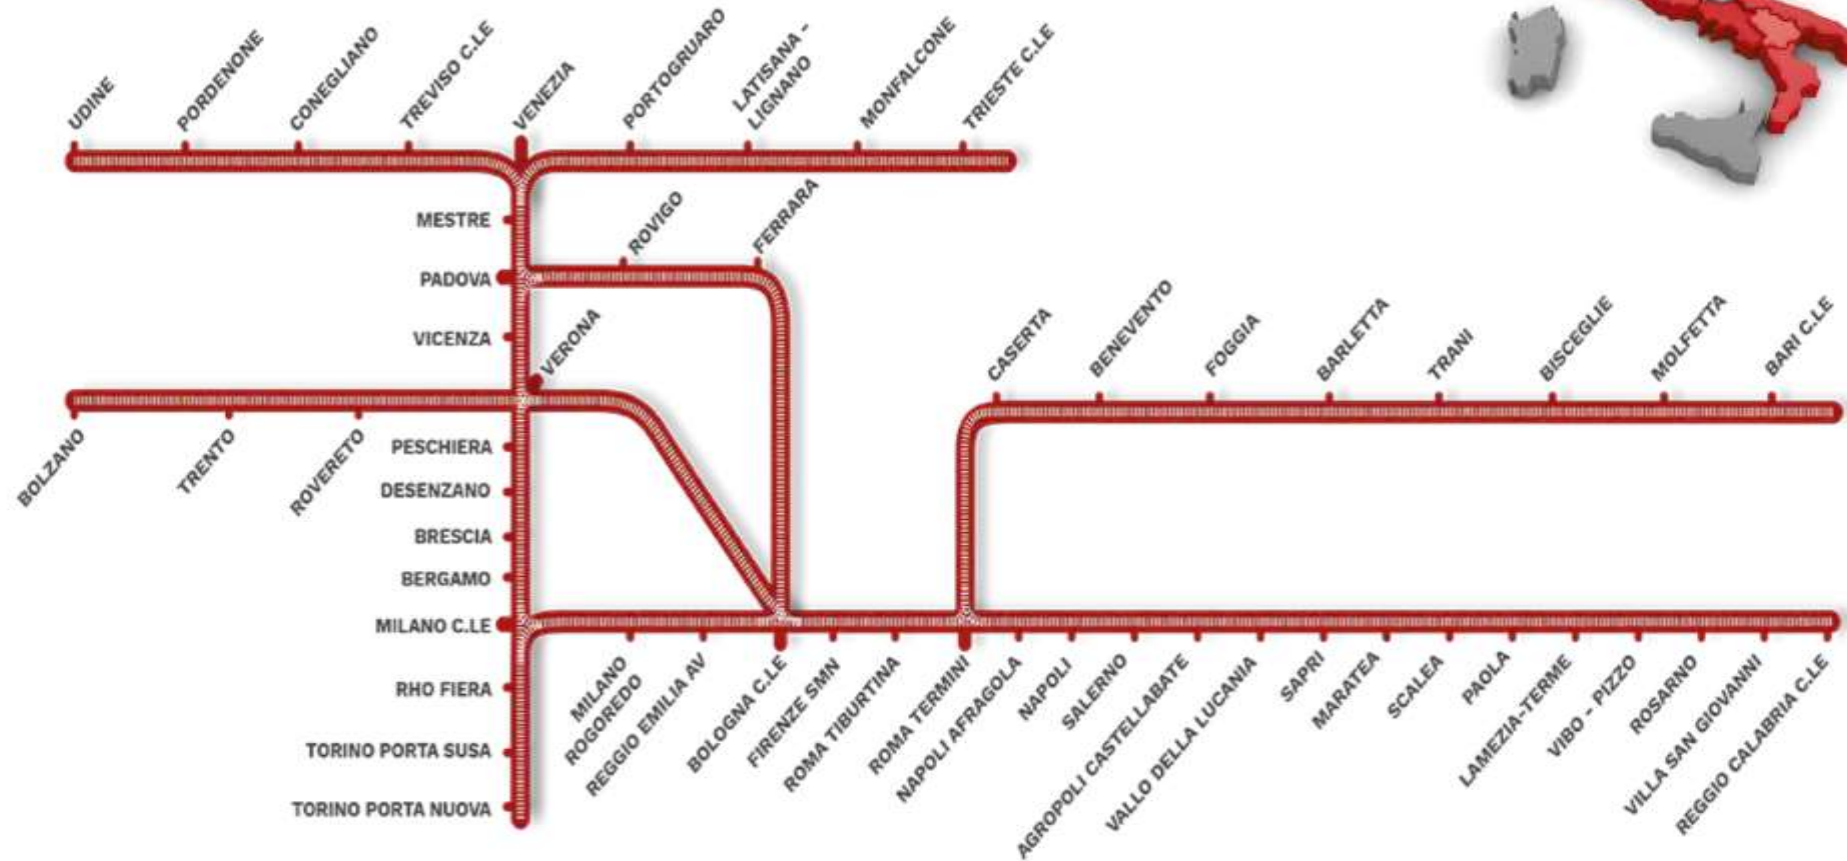 UDINE
PORDENONE
CONEGLIANO
TREVISO C.LE
VENEZIA
PORTOGRUARO
LATISANA -
LIGNANO
MONFALCONE
TRIESTE C.LE
MESTRE
ROVIGO
FERRARA
PADOVA
VICENZA
VERONA
CASERTA
BENEVENTO
FOGGIA
BARLETTA
TRANI
BISCEGLIE
MOLFETTA
BARI C.LE
BOLZANO
TRENTO
ROVERETO
PESCHIERA
DESENZANO
BRESCIA
BERGAMO
MILANO C.LE
RHO FIERA
TORINO PORTA SUSA
TORINO PORTA NUOVA
MILANO
ROGOREDO
REGGIO EMILIA AV
BOLOGNA C.LE
FIRENZE SMN
ROMA TIBURTINA
ROMA TERMINI
NAPOLI AFRAGOLA
NAPOLI
SALERNO
AGROPOLI CASTELLABATE
VALLO DELLA LUCANIA
SAPRI
MARATEA
SCALEA
PAOLA
LAMEZIA-TERME
VIBO - PIZZO
ROSARNO
VILLA SAN GIOVANNI
REGGIO CALABRIA C.LE